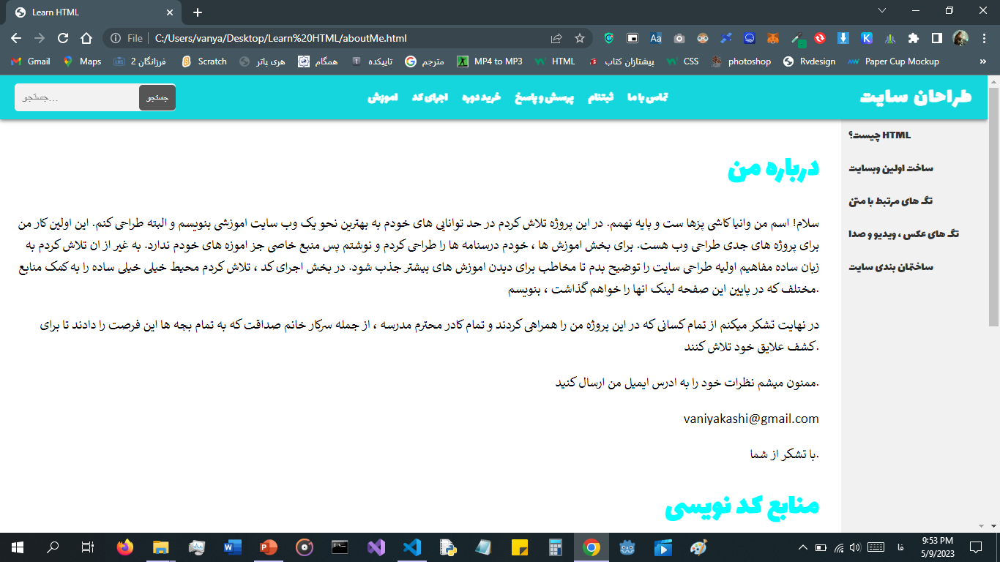 Learn HTML
File
C:/Users/vanya/Desktop/Learn%20HTML/aboutMe.html
Gmail
Maps
فرزانگان 2
Scratch
هری پاتر
همگام
تایپکده
مترجم
MP4 to MP3
HTML
پیشتازان کتاب
CSS
photoshop
Rvdesign
Paper Cup Mockup
»
طراحان سایت
تماس با ما
ثبتنام
پرسش و پاسخ
خرید دوره
اجرای کد
اموزش
جستجو
جستجو...
HTML چیست؟
ساخت اولین وبسایت
تگ های مرتبط با متن
تگ های عکس ، ویدیو و صدا
ساختمان بندی سایت
درباره من
سلام! اسم من وانیا کاشی پزها ست و پایه نهمم. در این پروژه تلاش کردم در حد توانایی های خودم به بهترین نحو یک وب سایت اموزشی بنویسم و البته طراحی کنم. این اولین کار من
برای پروژه های جدی طراحی وب هست. برای بخش اموزش ها ، خودم درسنامه ها را طراحی کردم و نوشتم پس منبع خاصی جز اموزه های خودم ندارد. به غیر از ان تلاش کردم به
زبان ساده مفاهیم اولیه طراحی سایت را توضیح بدم تا مخاطب برای دیدن اموزش های بیشتر جذب شود. در بخش اجرای کد ، تلاش کردم محیط خیلی خیلی ساده را به کمک منابع
مختلف که در پایین این صفحه لینک انها را خواهم گذاشت ، بنویسم.
در نهایت تشکر میکنم از تمام کسانی که در این پروژه من را همراهی کردند و تمام کادر محترم مدرسه ، از جمله سرکار خانم صداقت که به تمام بچه ها این فرصت را دادند تا برای
کشف علایق خود تلاش کنند.
ممنون میشم نظرات خود را به ادرس ایمیل من ارسال کنید.
vaniyakashi@gmail.com
با تشکر از شما.
منابع کد نویسی
فا
9:53 PM
5/9/2023